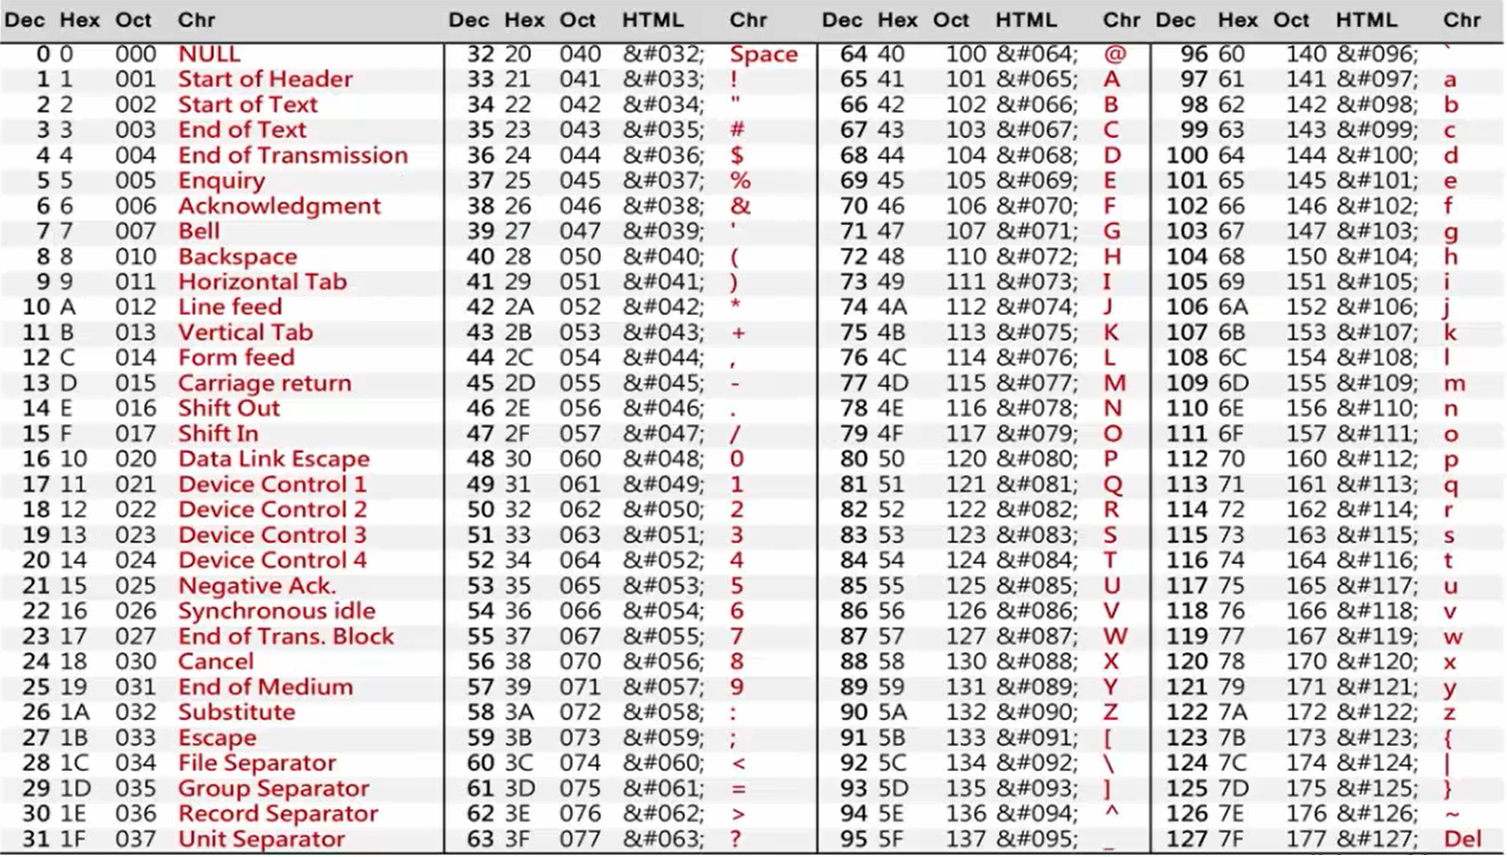 Dec Hex Oct Chr Dec Hex Oct HTML Chr Dec Hex Oct HTML Chr Dec Hex Oct HTML Chr
0 0 000 NULL 32 20 040 &#032; Space 64 40 100 &#064; @ 96 60 140 &#096; `
1 1 001 Start of Header 33 21 041 &#033; ! 65 41 101 &#065; A 97 61 141 &#097; a
2 2 002 Start of Text 34 22 042 &#034; " 66 42 102 &#066; B 98 62 142 &#098; b
3 3 003 End of Text 35 23 043 &#035; # 67 43 103 &#067; C 99 63 143 &#099; c
4 4 004 End of Transmission 36 24 044 &#036; $ 68 44 104 &#068; D 100 64 144 &#100; d
5 5 005 Enquiry 37 25 045 &#037; % 69 45 105 &#069; E 101 65 145 &#101; e
6 6 006 Acknowledgment 38 26 046 &#038; & 70 46 106 &#070; F 102 66 146 &#102; f
7 7 007 Bell 39 27 047 &#039; ' 71 47 107 &#071; G 103 67 147 &#103; g
8 8 010 Backspace 40 28 050 &#040; ( 72 48 110 &#072; H 104 68 150 &#104; h
9 9 011 Horizontal Tab 41 29 051 &#041; ) 73 49 111 &#073; I 105 69 151 &#105; i
10 A 012 Line feed 42 2A 052 &#042; * 74 4A 112 &#074; J 106 6A 152 &#106; j
11 B 013 Vertical Tab 43 2B 053 &#043; + 75 4B 113 &#075; K 107 6B 153 &#107; k
12 C 014 Form feed 44 2C 054 &#044; , 76 4C 114 &#076; L 108 6C 154 &#108; l
13 D 015 Carriage return 45 2D 055 &#045; - 77 4D 115 &#077; M 109 6D 155 &#109; m
14 E 016 Shift Out 46 2E 056 &#046; . 78 4E 116 &#078; N 110 6E 156 &#110; n
15 F 017 Shift In 47 2F 057 &#047; / 79 4F 117 &#079; O 111 6F 157 &#111; o
16 10 020 Data Link Escape 48 30 060 &#048; 0 80 50 120 &#080; P 112 70 160 &#112; p
17 11 021 Device Control 1 49 31 061 &#049; 1 81 51 121 &#081; Q 113 71 161 &#113; q
18 12 022 Device Control 2 50 32 062 &#050; 2 82 52 122 &#082; R 114 72 162 &#114; r
19 13 023 Device Control 3 51 33 063 &#051; 3 83 53 123 &#083; S 115 73 163 &#115; s
20 14 024 Device Control 4 52 34 064 &#052; 4 84 54 124 &#084; T 116 74 164 &#116; t
21 15 025 Negative Ack. 53 35 065 &#053; 5 85 55 125 &#085; U 117 75 165 &#117; u
22 16 026 Synchronous idle 54 36 066 &#054; 6 86 56 126 &#086; V 118 76 166 &#118; v
23 17 027 End of Trans. Block 55 37 067 &#055; 7 87 57 127 &#087; W 119 77 167 &#119; w
24 18 030 Cancel 56 38 070 &#056; 8 88 58 130 &#088; X 120 78 170 &#120; x
25 19 031 End of Medium 57 39 071 &#057; 9 89 59 131 &#089; Y 121 79 171 &#121; y
26 1A 032 Substitute 58 3A 072 &#058; : 90 5A 132 &#090; Z 122 7A 172 &#122; z
27 1B 033 Escape 59 3B 073 &#059; ; 91 5B 133 &#091; [ 123 7B 173 &#123; {
28 1C 034 File Separator 60 3C 074 &#060; < 92 5C 134 &#092; \ 124 7C 174 &#124; |
29 1D 035 Group Separator 61 3D 075 &#061; = 93 5D 135 &#093; ] 125 7D 175 &#125; }
30 1E 036 Record Separator 62 3E 076 &#062; > 94 5E 136 &#094; ^ 126 7E 176 &#126; ~
31 1F 037 Unit Separator 63 3F 077 &#063; ? 95 5F 137 &#095; _ 127 7F 177 &#127; Del